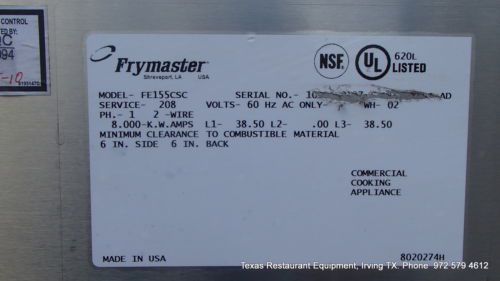 CONTROL
Frymaster
Shreveport, LA USA
NSF
UL
620L
LISTED
MODEL- FE155CSC SERIAL NO.-
SERVICE- 208 VOLTS- 60 Hz AC ONLY WH- 02
PH.- 1 2 -WIRE
8.000-K.W.AMPS L1- 38.50 L2- .00 L3- 38.50
MINIMUM CLEARANCE TO COMBUSTIBLE MATERIAL
6 IN. SIDE 6 IN. BACK
COMMERCIAL
COOKING
APPLIANCE
MADE IN USA
8020274H
Texas Restaurant Equipment, Irving TX. Phone 972 579 4612